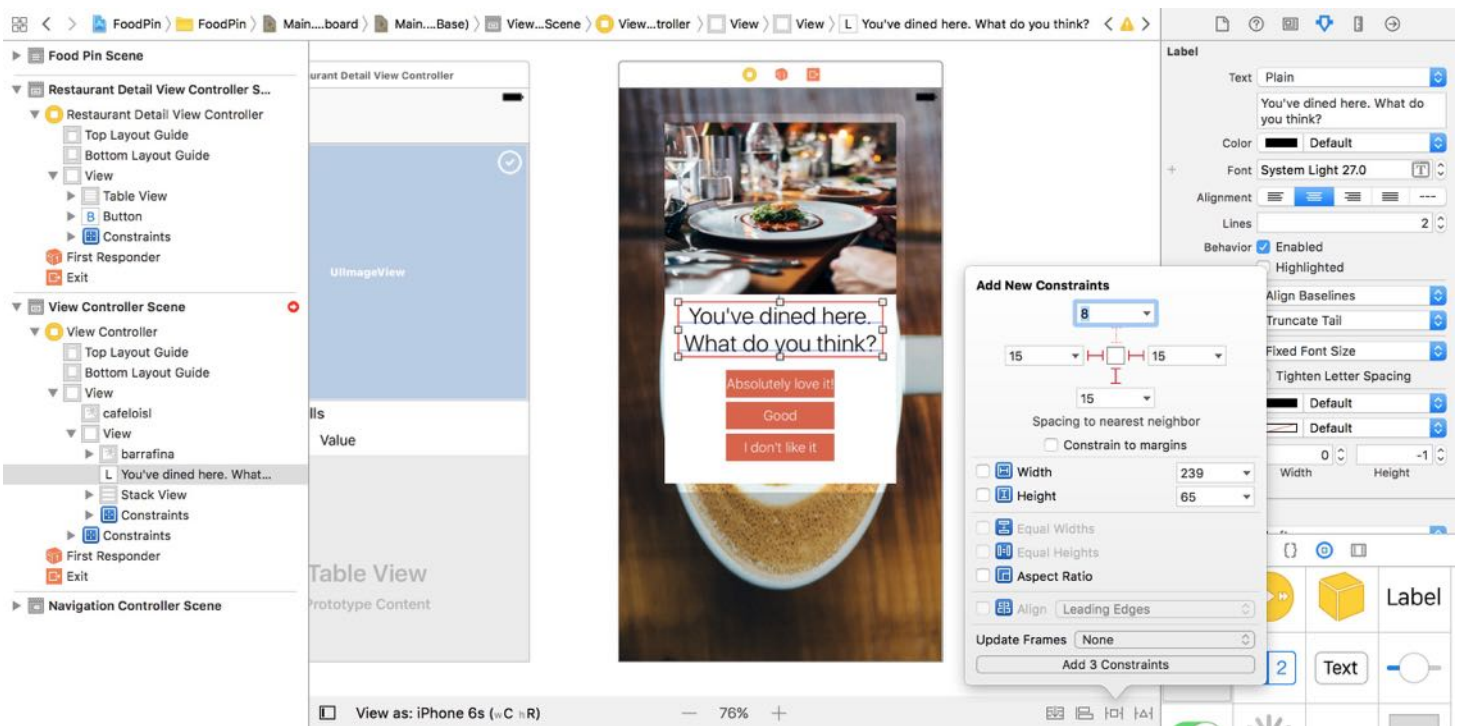 FoodPin
FoodPin
Main....board
Main....Base)
View...Scene
View...troller
View
View
L
You've dined here. What do you think?
Food Pin Scene
Restaurant Detail View Controller S...
Restaurant Detail View Controller
Top Layout Guide
Bottom Layout Guide
View
Table View
B Button
Constraints
First Responder
Exit
View Controller Scene
View Controller
Top Layout Guide
Bottom Layout Guide
View
cafeloisl
View
barrafina
L You've dined here. What...
Stack View
Constraints
Constraints
First Responder
Exit
Navigation Controller Scene
urant Detail View Controller
UIImageView
lls
Value
Table View
Prototype Content
You've dined here.
What do you think?
Absolutely love it!
Good
I don't like it
View as: iPhone 6s (wC hR)
76%
Add New Constraints
8
15
15
15
Spacing to nearest neighbor
Constrain to margins
Width 239
Height 65
Equal Widths
Equal Heights
Aspect Ratio
Align Leading Edges
Update Frames None
Add 3 Constraints
Label
Text Plain
You've dined here. What do
you think?
Color Default
Font System Light 27.0 T
Alignment
Lines 2
Behavior Enabled
Highlighted
Align Baselines
Truncate Tail
Fixed Font Size
Tighten Letter Spacing
Default
Default
0 -1
Width Height
{}
Label
2
Text